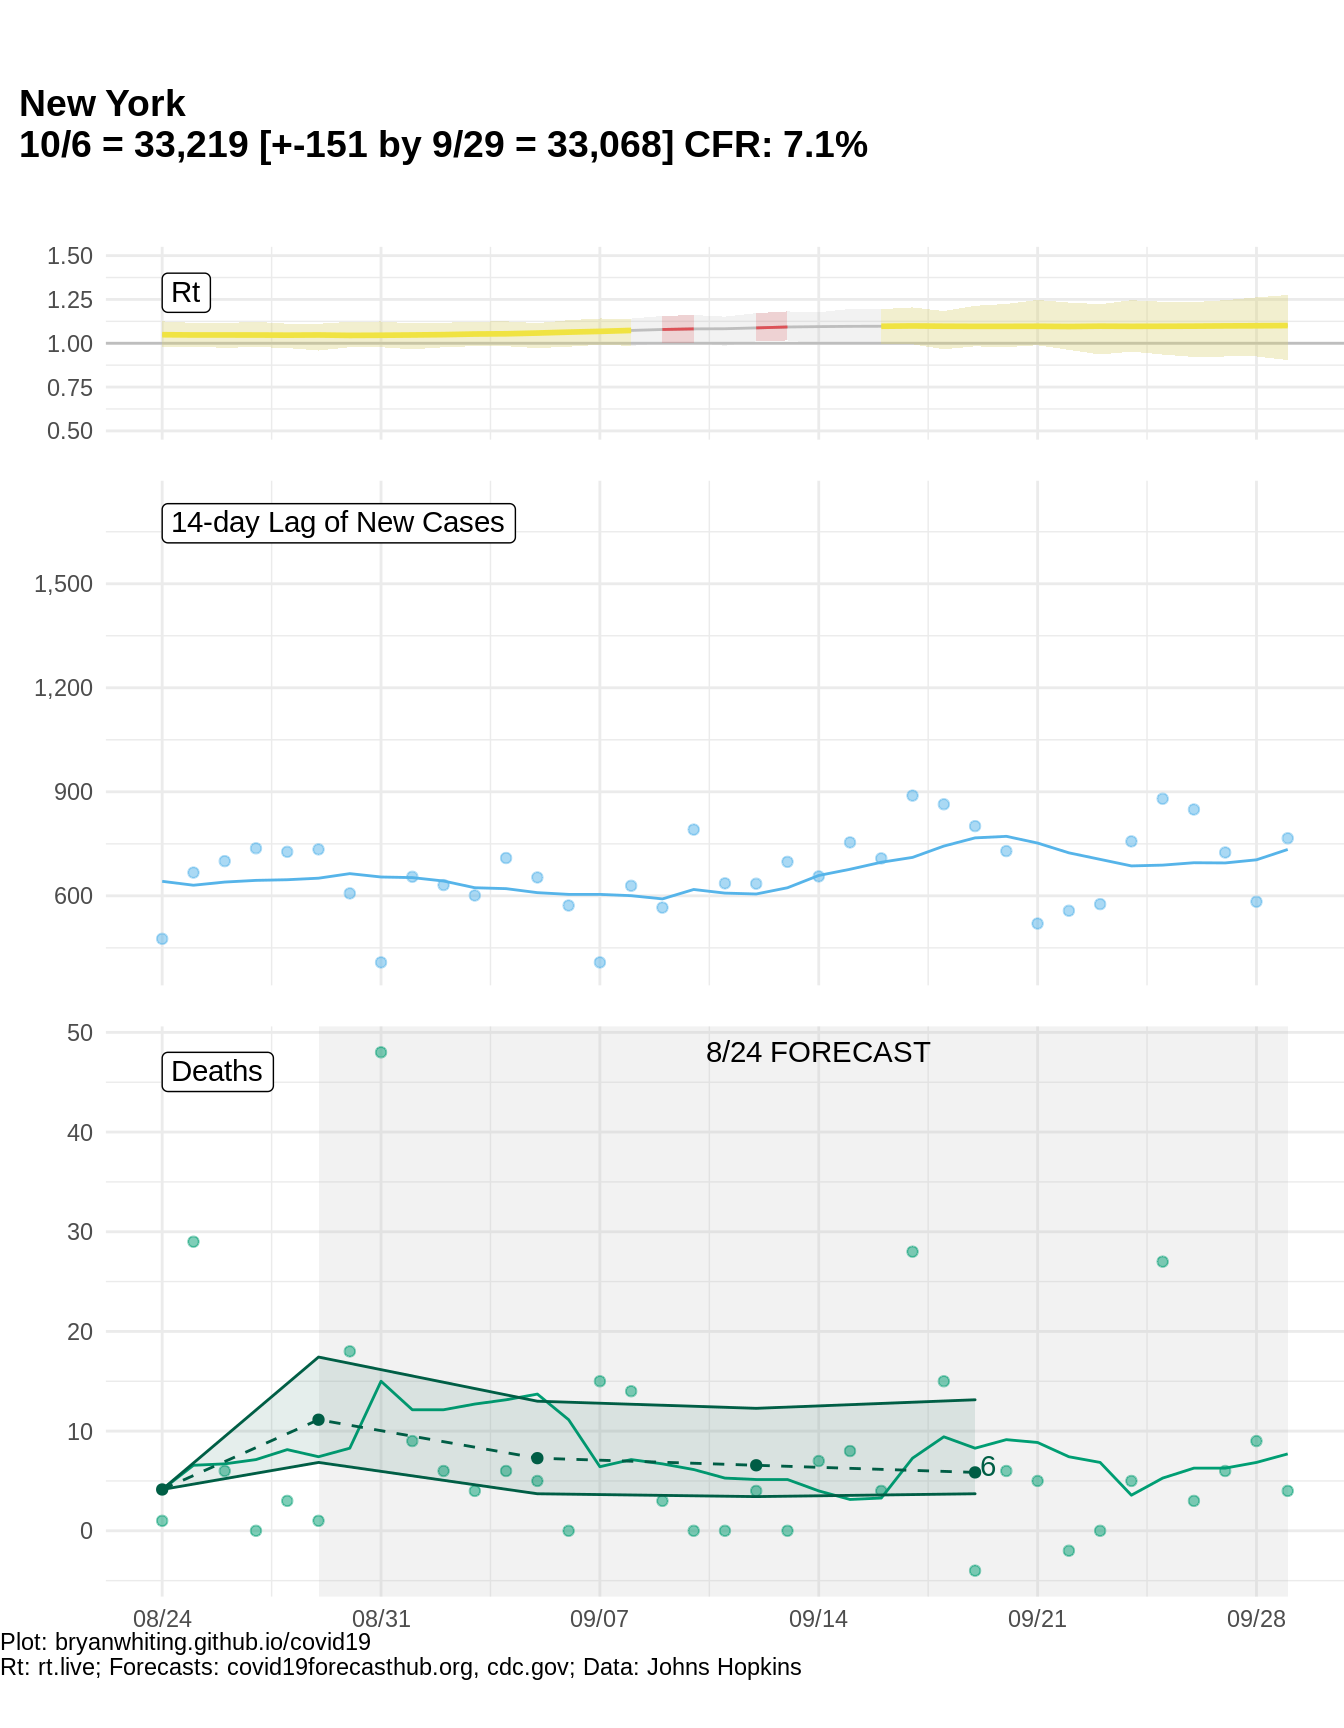 New York
10/6 = 33,219 [+-151 by 9/29 = 33,068] CFR: 7.1%
1.50
1.25
1.00
0.75
0.50
Rt
14-day Lag of New Cases
1,500
1,200
900
600
50
40
30
20
10
0
Deaths
8/24 FORECAST
6
08/24 08/31 09/07 09/14 09/21 09/28
Plot: bryanwhiting.github.io/covid19
Rt: rt.live; Forecasts: covid19forecasthub.org, cdc.gov; Data: Johns Hopkins